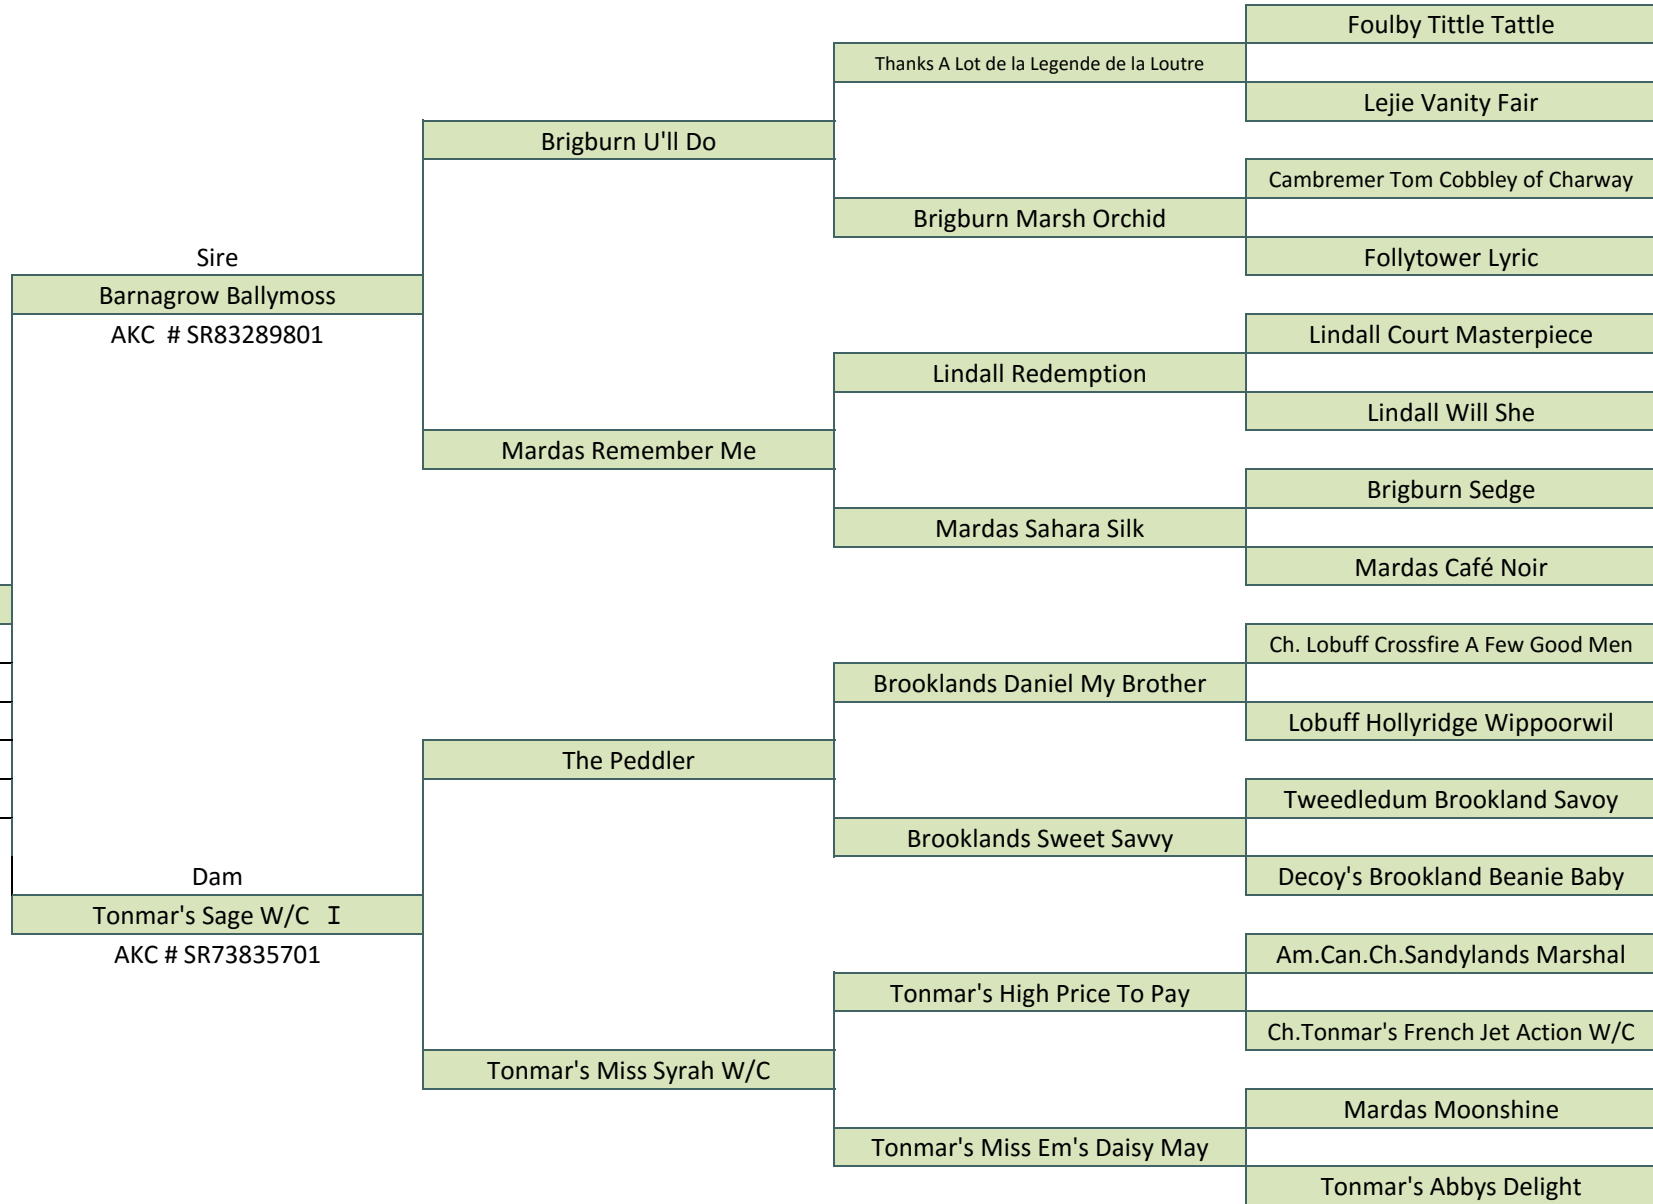 Foulby Tittle Tattle
Thanks A Lot de la Legende de la Loutre
Lejie Vanity Fair
Brigburn U'll Do
Cambremer Tom Cobbley of Charway
Brigburn Marsh Orchid
Sire
Follytower Lyric
Barnagrow Ballymoss
AKC # SR83289801
Lindall Court Masterpiece
Lindall Redemption
Lindall Will She
Mardas Remember Me
Brigburn Sedge
Mardas Sahara Silk
Mardas Café Noir
Ch. Lobuff Crossfire A Few Good Men
Brooklands Daniel My Brother
Lobuff Hollyridge Wippoorwil
The Peddler
Tweedledum Brookland Savoy
Brooklands Sweet Savvy
Dam
Decoy's Brookland Beanie Baby
Tonmar's Sage W/C I
AKC # SR73835701
Am.Can.Ch.Sandylands Marshal
Tonmar's High Price To Pay
Ch.Tonmar's French Jet Action W/C
Tonmar's Miss Syrah W/C
Mardas Moonshine
Tonmar's Miss Em's Daisy May
Tonmar's Abbys Delight